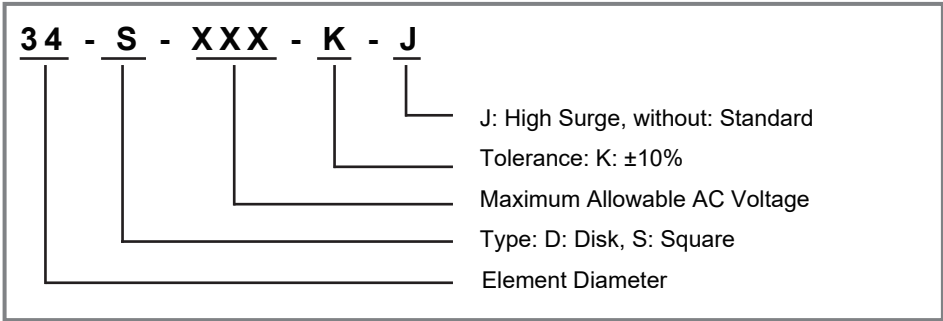 34 - S - XXX - K - J
J: High Surge, without: Standard
Tolerance: K: ±10%
Maximum Allowable AC Voltage
Type: D: Disk, S: Square
Element Diameter